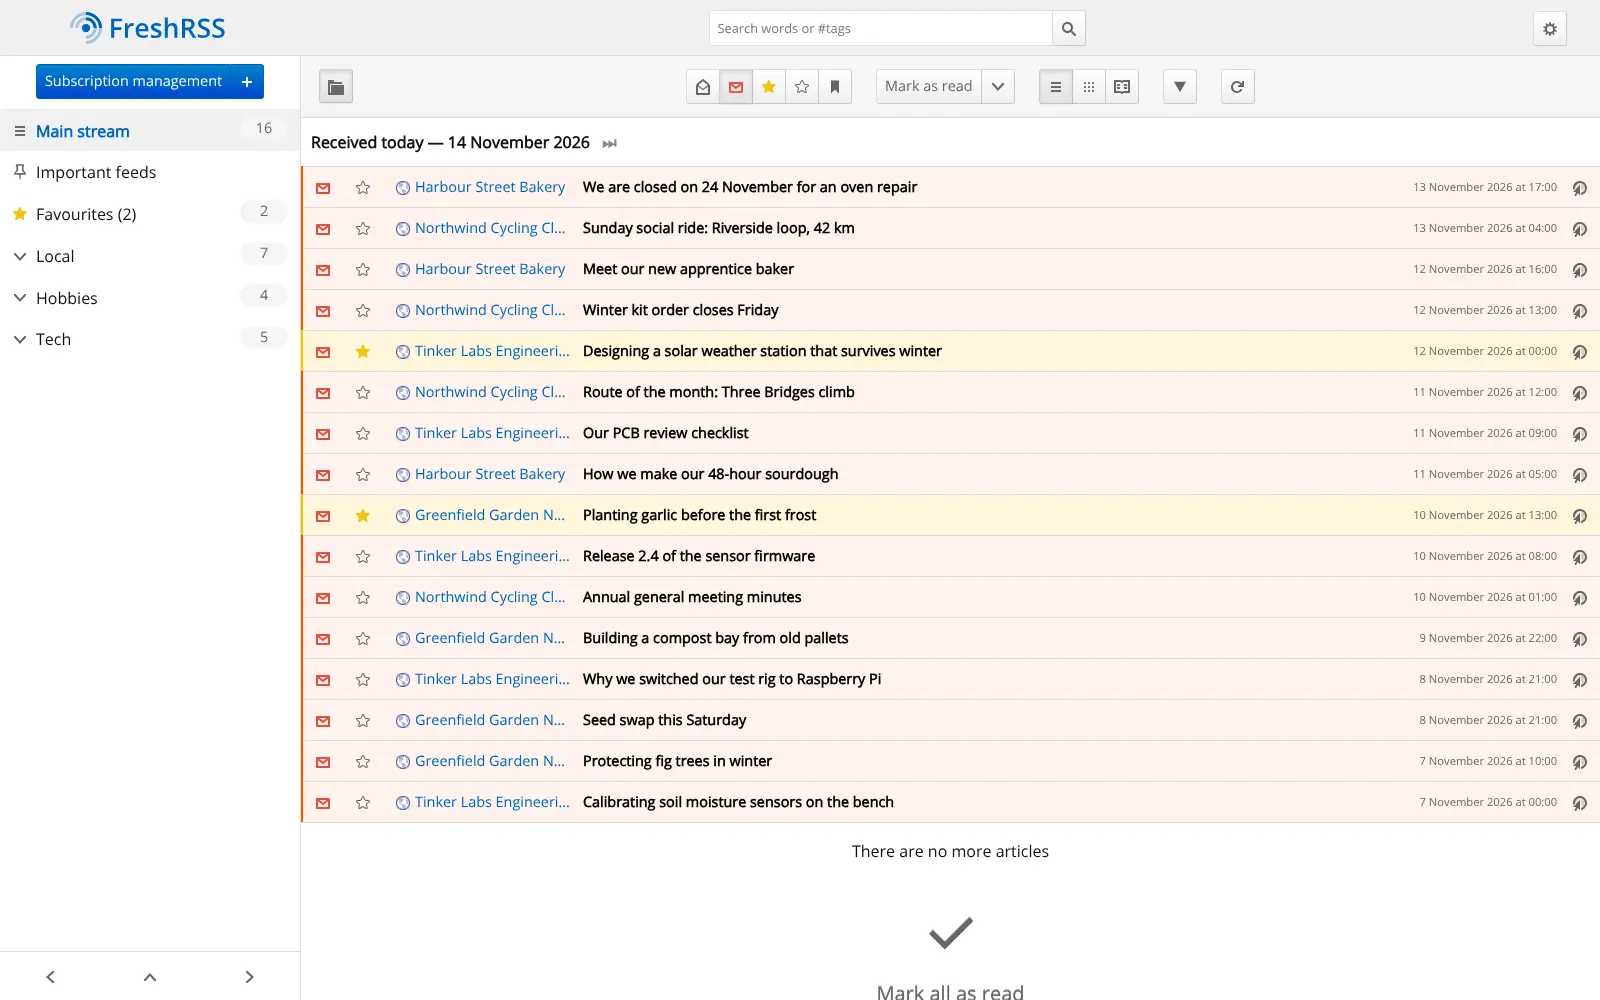 FreshRSS
Search words or #tags
Subscription management +
Main stream 16
Important feeds
Favourites (2) 2
Local 7
Hobbies 4
Tech 5
Mark as read
Received today — 14 November 2026
Harbour Street Bakery We are closed on 24 November for an oven repair 13 November 2026 at 17:00
Northwind Cycling Cl... Sunday social ride: Riverside loop, 42 km 13 November 2026 at 04:00
Harbour Street Bakery Meet our new apprentice baker 12 November 2026 at 16:00
Northwind Cycling Cl... Winter kit order closes Friday 12 November 2026 at 13:00
Tinker Labs Engineeri... Designing a solar weather station that survives winter 12 November 2026 at 00:00
Northwind Cycling Cl... Route of the month: Three Bridges climb 11 November 2026 at 12:00
Tinker Labs Engineeri... Our PCB review checklist 11 November 2026 at 09:00
Harbour Street Bakery How we make our 48-hour sourdough 11 November 2026 at 05:00
Greenfield Garden N... Planting garlic before the first frost 10 November 2026 at 13:00
Tinker Labs Engineeri... Release 2.4 of the sensor firmware 10 November 2026 at 08:00
Northwind Cycling Cl... Annual general meeting minutes 10 November 2026 at 01:00
Greenfield Garden N... Building a compost bay from old pallets 9 November 2026 at 22:00
Tinker Labs Engineeri... Why we switched our test rig to Raspberry Pi 8 November 2026 at 21:00
Greenfield Garden N... Seed swap this Saturday 8 November 2026 at 21:00
Greenfield Garden N... Protecting fig trees in winter 7 November 2026 at 10:00
Tinker Labs Engineeri... Calibrating soil moisture sensors on the bench 7 November 2026 at 00:00
There are no more articles
Mark all as read